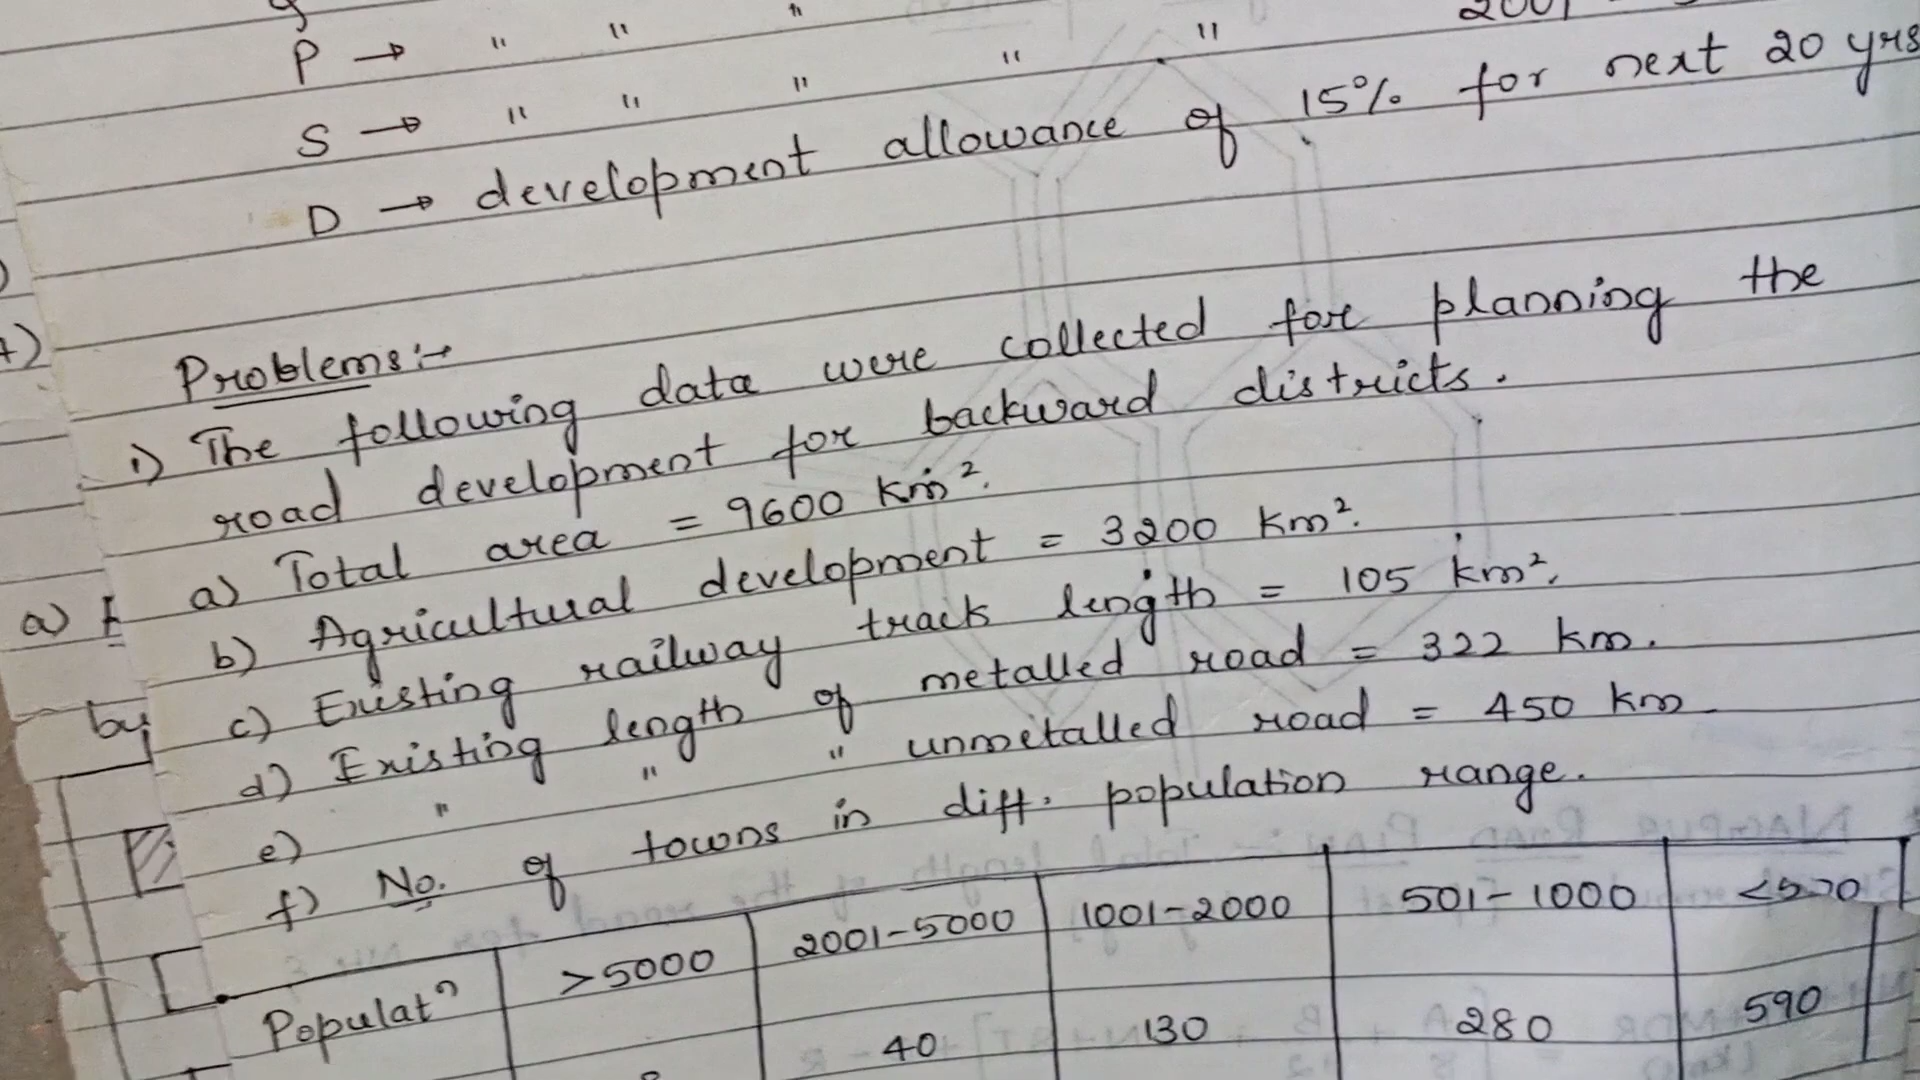 P → " " "
S → " " " " "
D → development allowance of 15% for next 20 yrs
Problems:-
1) The following data were collected for planning the
road development for backward districts.
a) Total area = 9600 Km².
b) Agricultural development = 3200 Km².
c) Existing railway track length = 105 km².
d) Existing length of metalled road = 322 km.
e) " " " unmetalled road = 450 km
f) No. of towns in diff. population range.
Populatⁿ >5000 2001-5000 1001-2000 501-1000 <500
40 130 280 590